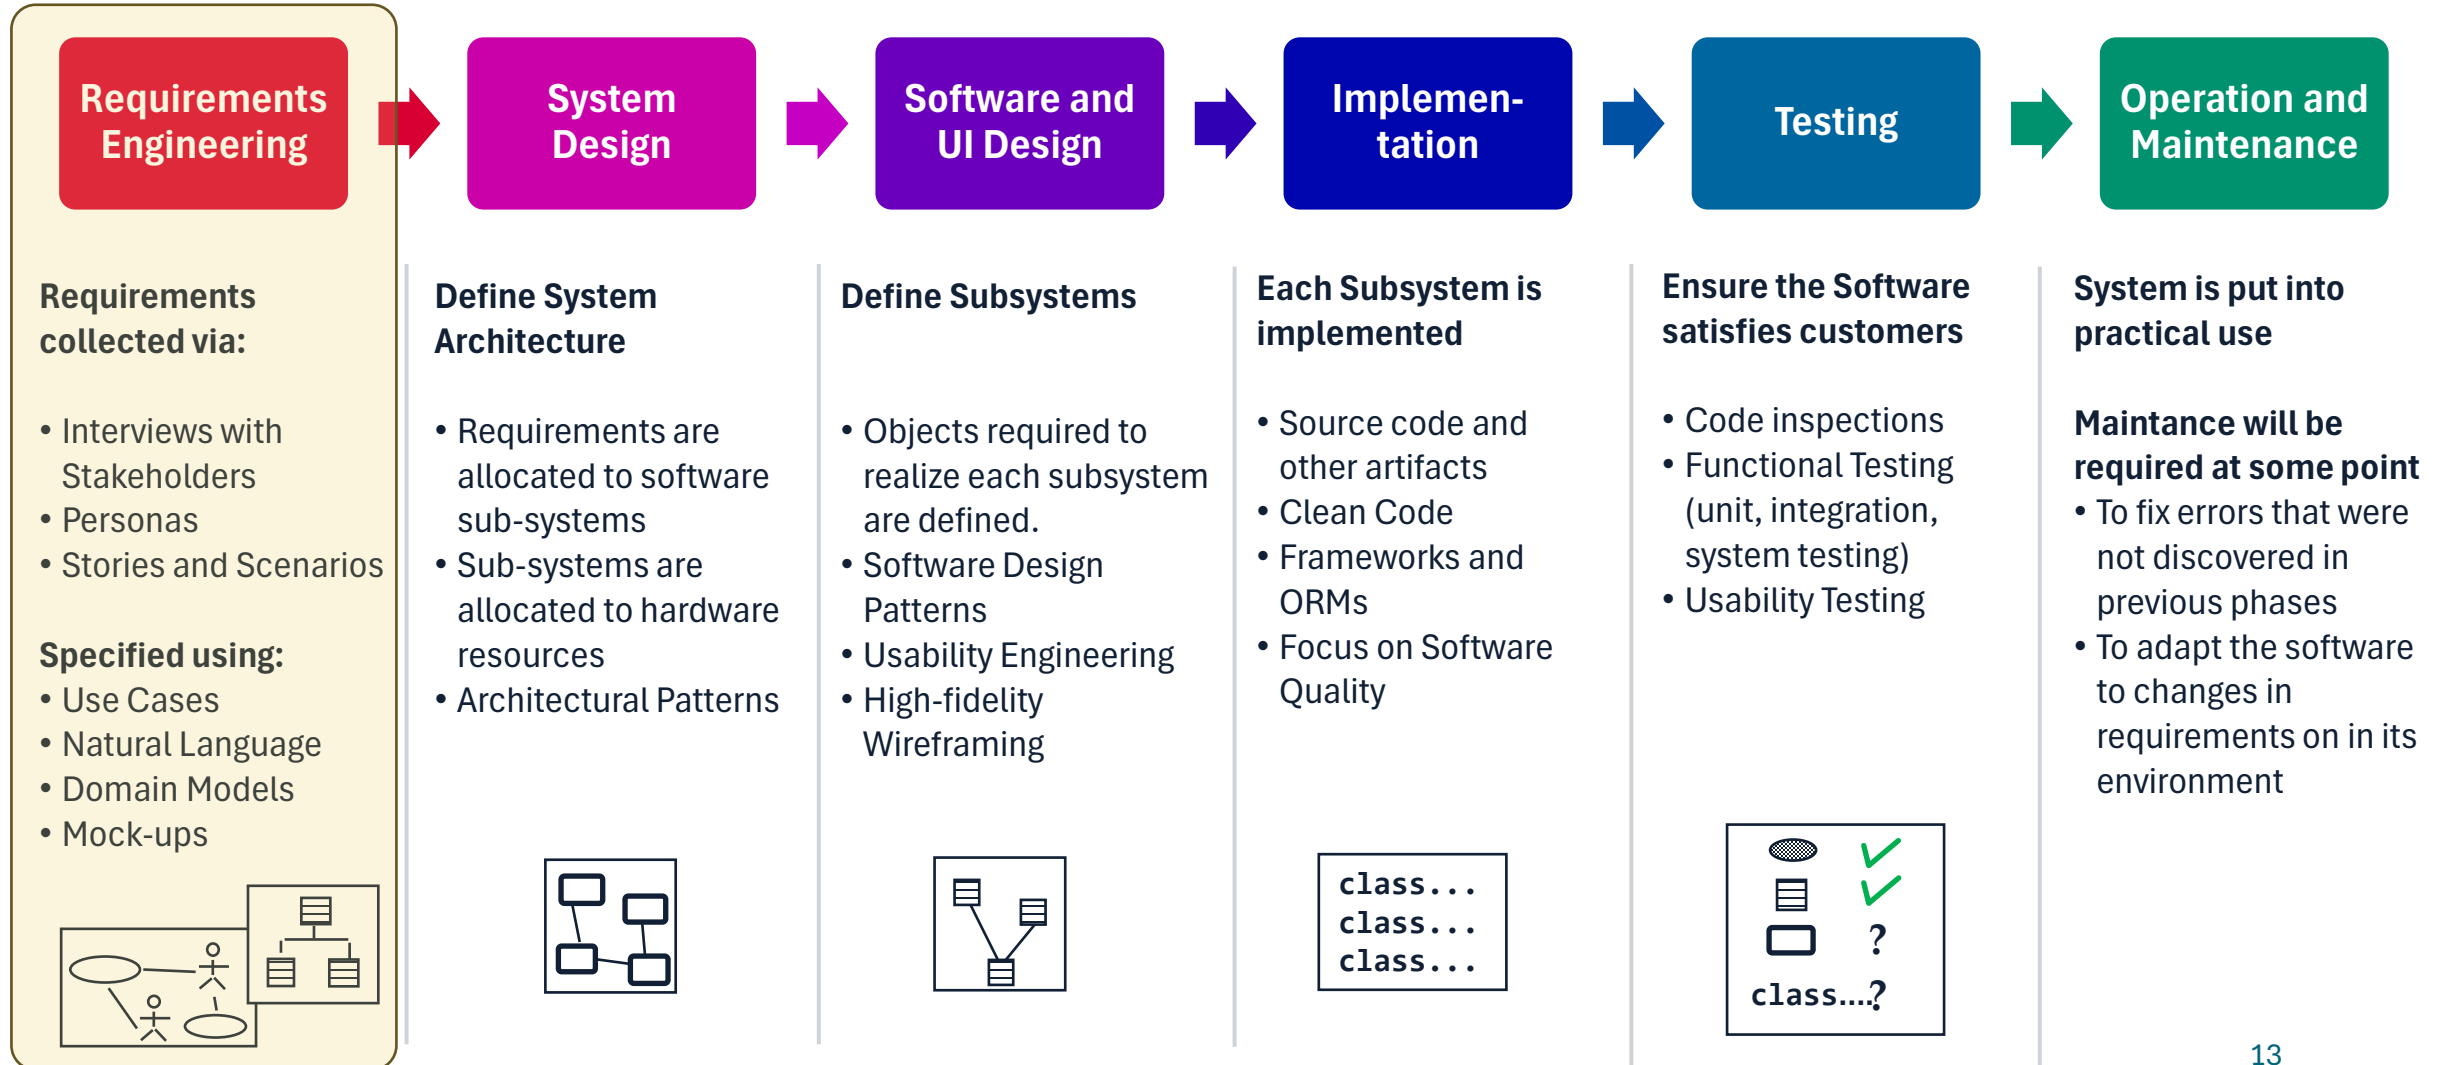 Requirements
Engineering
System
Design
Software and
UI Design
Implemen-
tation
Testing
Operation and
Maintenance
Requirements
collected via:
• Interviews with
Stakeholders
• Personas
• Stories and Scenarios
Specified using:
• Use Cases
• Natural Language
• Domain Models
• Mock-ups
Define System
Architecture
• Requirements are
allocated to software
sub-systems
• Sub-systems are
allocated to hardware
resources
• Architectural Patterns
Define Subsystems
• Objects required to
realize each subsystem
are defined.
• Software Design
Patterns
• Usability Engineering
• High-fidelity
Wireframing
Each Subsystem is
implemented
• Source code and
other artifacts
• Clean Code
• Frameworks and
ORMs
• Focus on Software
Quality
class...
class...
class...
Ensure the Software
satisfies customers
• Code inspections
• Functional Testing
(unit, integration,
system testing)
• Usability Testing
?
class....?
System is put into
practical use
Maintance will be
required at some point
• To fix errors that were
not discovered in
previous phases
• To adapt the software
to changes in
requirements on in its
environment
13